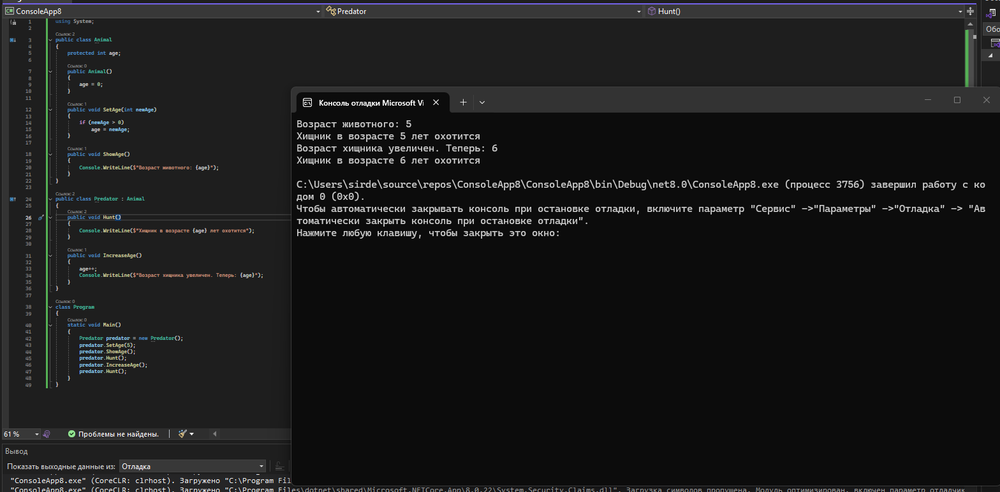 ConsoleApp8 Predator Hunt()
1 using System;
2
Ссылок: 2
3 public class Animal
4 {
5 protected int age;
6
Ссылок: 0
7 public Animal()
8 {
9 age = 0;
10 }
11
Ссылок: 1
12 public void SetAge(int newAge)
13 {
14 if (newAge > 0)
15 age = newAge;
16 }
17
Ссылок: 1
18 public void ShowAge()
19 {
20 Console.WriteLine($"Возраст животного: {age}");
21 }
22 }
23
Ссылок: 2
24 public class Predator : Animal
25 {
Ссылок: 2
26 public void Hunt()
27 {
28 Console.WriteLine($"Хищник в возрасте {age} лет охотится");
29 }
30
Ссылок: 1
31 public void IncreaseAge()
32 {
33 age++;
34 Console.WriteLine($"Возраст хищника увеличен. Теперь: {age}");
35 }
36 }
37
Ссылок: 0
38 class Program
39 {
Ссылок: 0
40 static void Main()
41 {
42 Predator predator = new Predator();
43 predator.SetAge(5);
44 predator.ShowAge();
45 predator.Hunt();
46 predator.IncreaseAge();
47 predator.Hunt();
48 }
49 }
61 % Проблемы не найдены.
Вывод
Показать выходные данные из: Отладка
"ConsoleApp8.exe" (CoreCLR: clrhost). Загружено "C:\Program Fil
"ConsoleApp8.exe" (CoreCLR: clrhost). Загружено "C:\Program Files\dotnet\shared\Microsoft.NETCore.App\8.0.22\System.Security.Claims.dll". Загрузка символов пропущена. Модуль оптимизирован, включен параметр отладчик
Консоль отладки Microsoft Vi
Возраст животного: 5
Хищник в возрасте 5 лет охотится
Возраст хищника увеличен. Теперь: 6
Хищник в возрасте 6 лет охотится
C:\Users\sirde\source\repos\ConsoleApp8\ConsoleApp8\bin\Debug\net8.0\ConsoleApp8.exe (процесс 3756) завершил работу с ко
дом 0 (0x0).
Чтобы автоматически закрывать консоль при остановке отладки, включите параметр "Сервис" ->"Параметры" ->"Отладка" -> "Ав
томатически закрыть консоль при остановке отладки".
Нажмите любую клавишу, чтобы закрыть это окно:
Обо